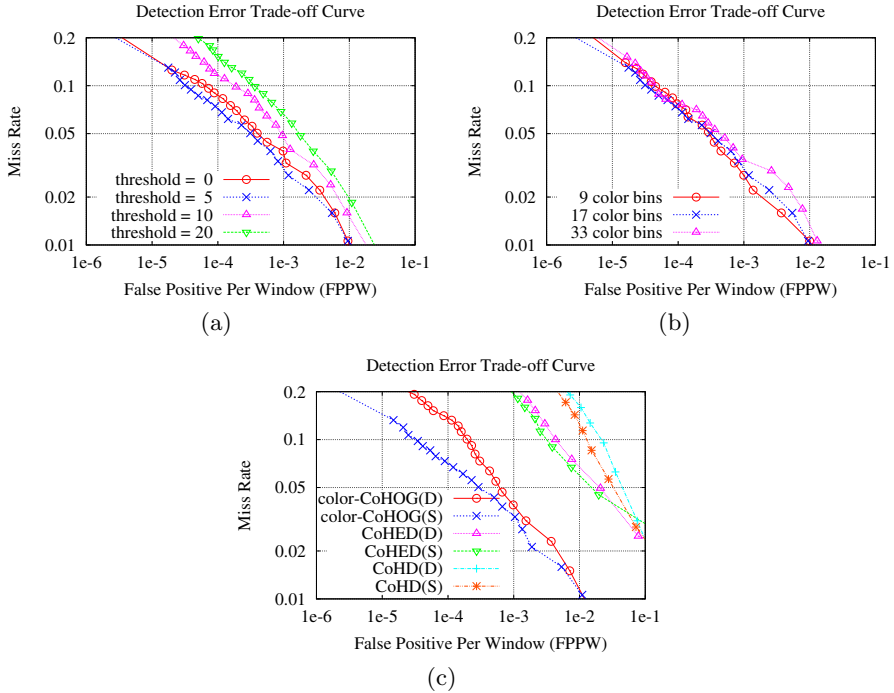 Detection Error Trade-off Curve
0.2
0.1
0.05
0.02
0.01
Miss Rate
threshold = 0
threshold = 5
threshold = 10
threshold = 20
1e-6 1e-5 1e-4 1e-3 1e-2 1e-1
False Positive Per Window (FPPW)
(a)
Detection Error Trade-off Curve
0.2
0.1
0.05
0.02
0.01
Miss Rate
9 color bins
17 color bins
33 color bins
1e-6 1e-5 1e-4 1e-3 1e-2 1e-1
False Positive Per Window (FPPW)
(b)
Detection Error Trade-off Curve
0.2
0.1
0.05
0.02
0.01
Miss Rate
color-CoHOG(D)
color-CoHOG(S)
CoHED(D)
CoHED(S)
CoHD(D)
CoHD(S)
1e-6 1e-5 1e-4 1e-3 1e-2 1e-1
False Positive Per Window (FPPW)
(c)